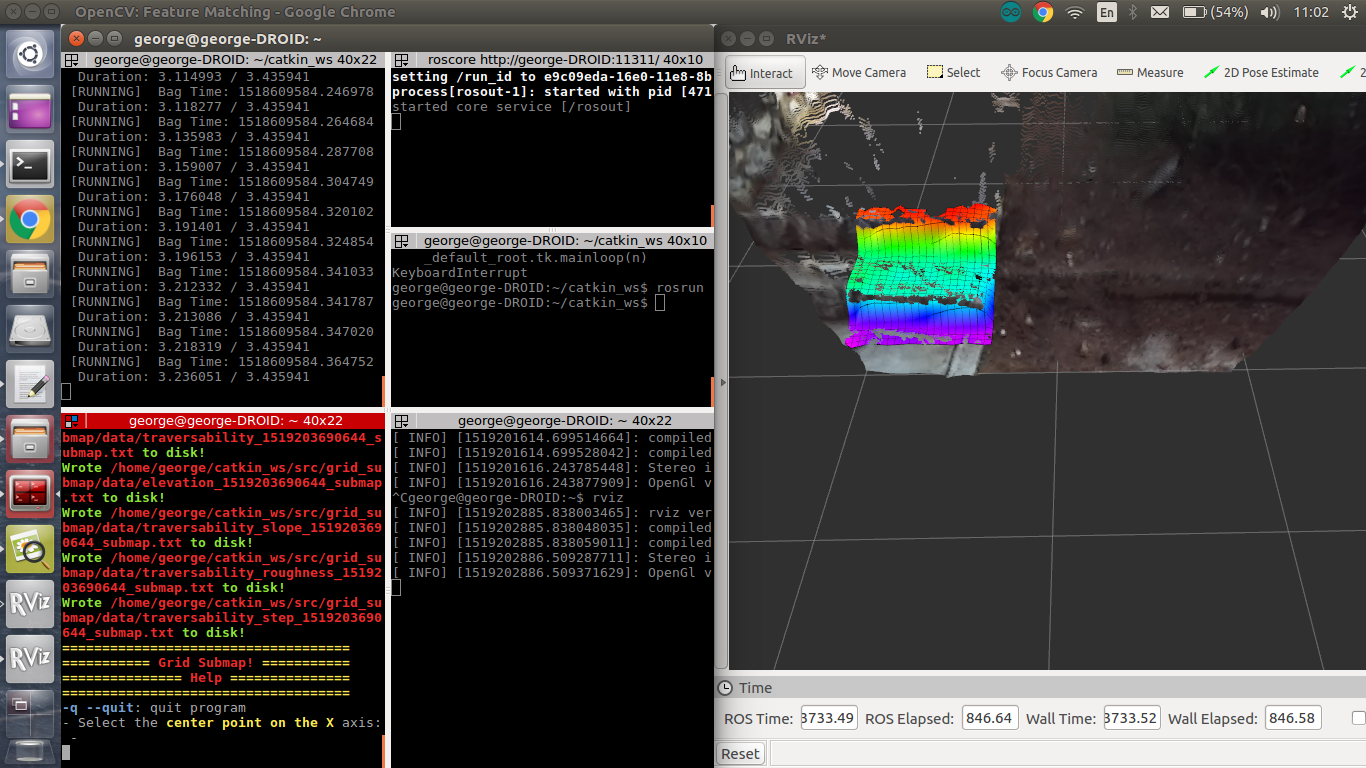 OpenCV: Feature Matching - Google Chrome
En
(54%)
11:02
george@george-DROID: ~
george@george-DROID: ~/catkin_ws 40x22
Duration: 3.114993 / 3.435941
[RUNNING]  Bag Time: 1518609584.246978
Duration: 3.118277 / 3.435941
[RUNNING]  Bag Time: 1518609584.264684
Duration: 3.135983 / 3.435941
[RUNNING]  Bag Time: 1518609584.287708
Duration: 3.159007 / 3.435941
[RUNNING]  Bag Time: 1518609584.304749
Duration: 3.176048 / 3.435941
[RUNNING]  Bag Time: 1518609584.320102
Duration: 3.191401 / 3.435941
[RUNNING]  Bag Time: 1518609584.324854
Duration: 3.196153 / 3.435941
[RUNNING]  Bag Time: 1518609584.341033
Duration: 3.212332 / 3.435941
[RUNNING]  Bag Time: 1518609584.341787
Duration: 3.213086 / 3.435941
[RUNNING]  Bag Time: 1518609584.347020
Duration: 3.218319 / 3.435941
[RUNNING]  Bag Time: 1518609584.364752
Duration: 3.236051 / 3.435941
roscore http://george-DROID:11311/ 40x10
setting /run_id to e9c09eda-16e0-11e8-8b
process[rosout-1]: started with pid [471
started core service [/rosout]
george@george-DROID: ~/catkin_ws 40x10
_default_root.tk.mainloop(n)
KeyboardInterrupt
george@george-DROID:~/catkin_ws$ rosrun
george@george-DROID:~/catkin_ws$
george@george-DROID: ~ 40x22
bmap/data/traversability_1519203690644_s
ubmap.txt to disk!
Wrote /home/george/catkin_ws/src/grid_su
bmap/data/elevation_1519203690644_submap
.txt to disk!
Wrote /home/george/catkin_ws/src/grid_su
bmap/data/traversability_slope_151920369
0644_submap.txt to disk!
Wrote /home/george/catkin_ws/src/grid_su
bmap/data/traversability_roughness_15192
03690644_submap.txt to disk!
Wrote /home/george/catkin_ws/src/grid_su
bmap/data/traversability_step_1519203690
644_submap.txt to disk!
====================================
=========== Grid Submap! ===========
=============== Help ===============
====================================
-q --quit: quit program
- Select the center point on the X axis:
-
george@george-DROID: ~ 40x22
[ INFO] [1519201614.699514664]: compiled
[ INFO] [1519201614.699528042]: compiled
[ INFO] [1519201616.243785448]: Stereo i
[ INFO] [1519201616.243877909]: OpenGl v
^Cgeorge@george-DROID:~$ rviz
[ INFO] [1519202885.838003465]: rviz ver
[ INFO] [1519202885.838048035]: compiled
[ INFO] [1519202885.838059011]: compiled
[ INFO] [1519202886.509287711]: Stereo i
[ INFO] [1519202886.509371629]: OpenGl v
RViz
RViz
RViz*
Interact
Move Camera
Select
Focus Camera
Measure
2D Pose Estimate
2
Time
ROS Time: 3733.49
ROS Elapsed: 846.64
Wall Time: 3733.52
Wall Elapsed: 846.58
Reset